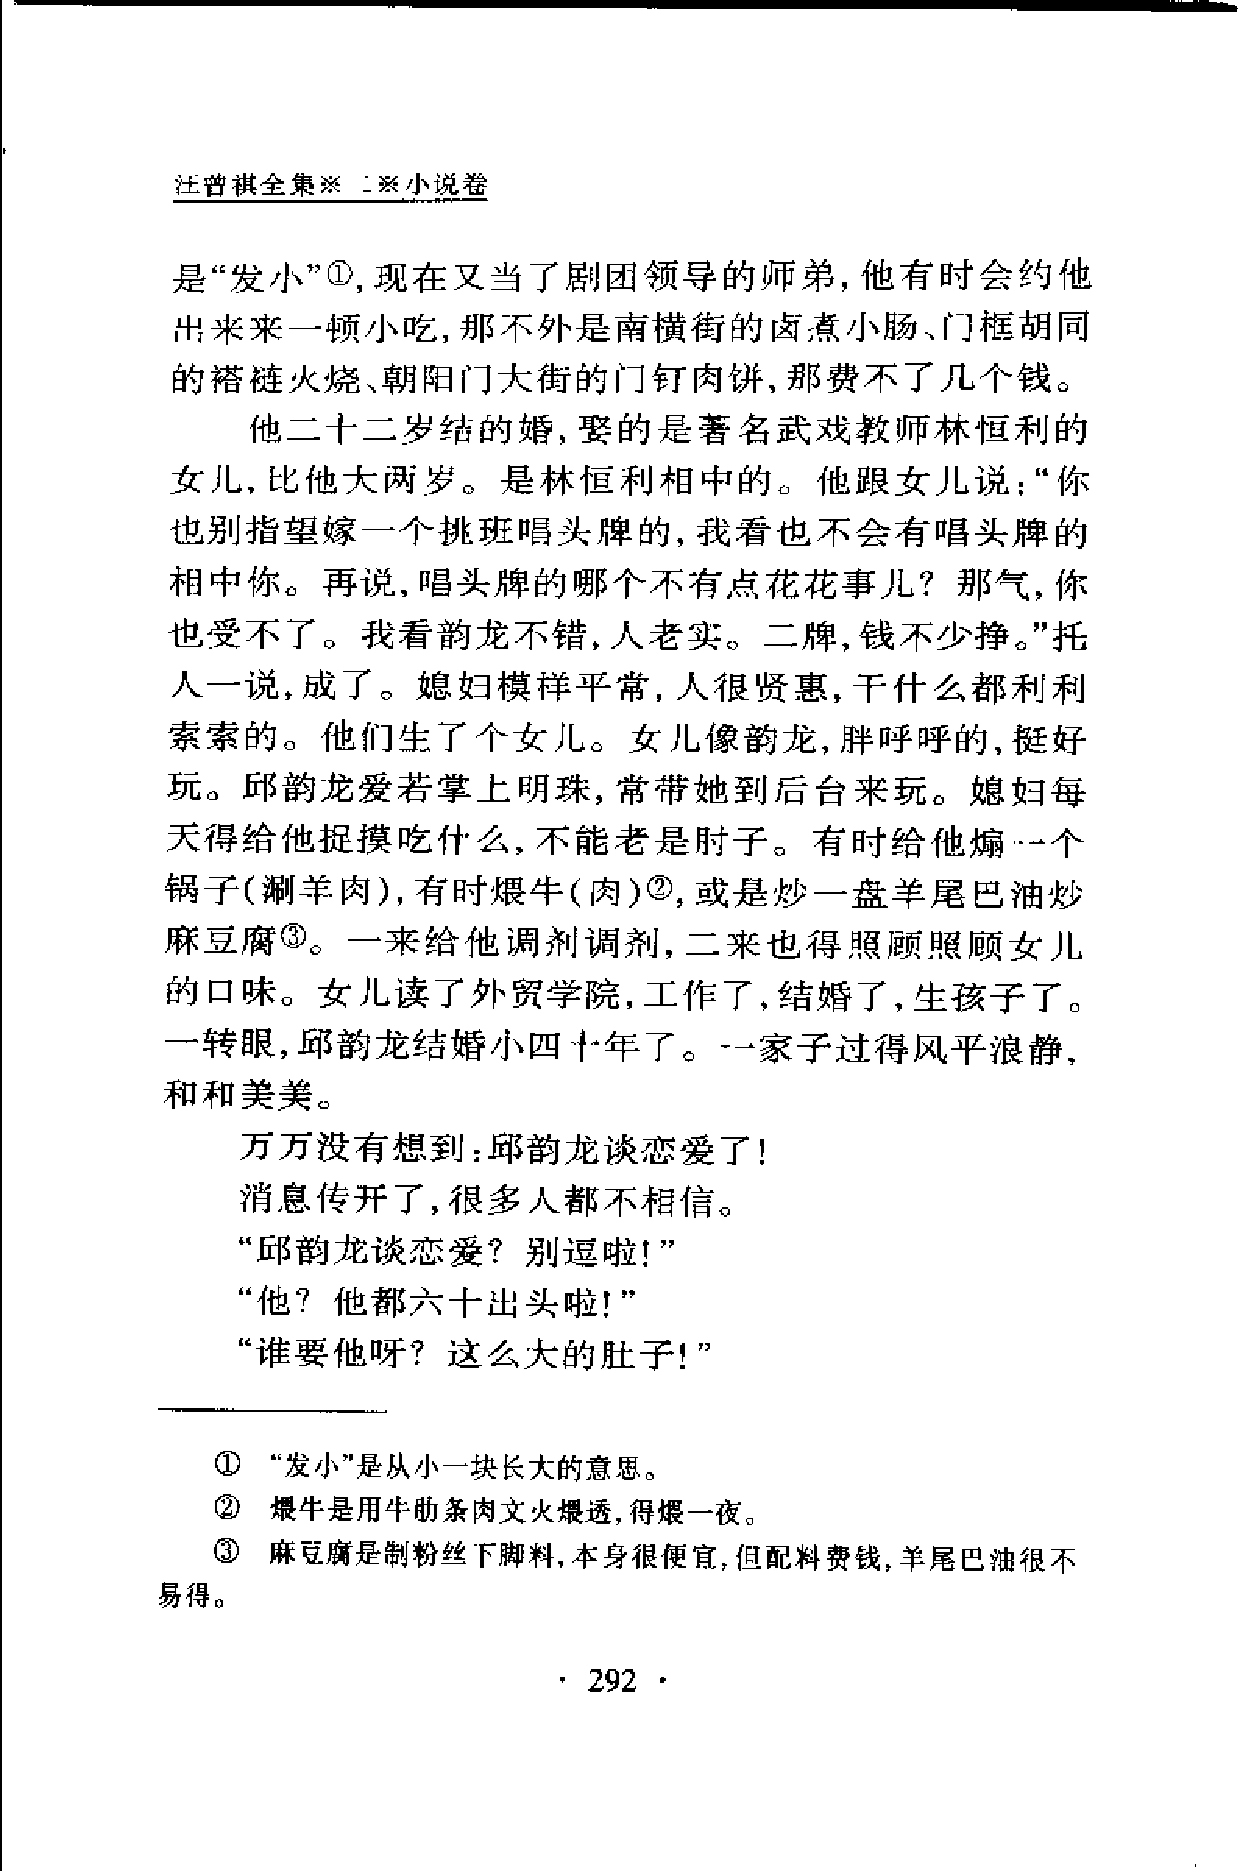 汪曾祺全集※ 二※小说卷
是“发小”①,现在又当了剧团领导的师弟,他有时会约他
出来来一顿小吃,那不外是南横街的卤煮小肠、门框胡同
的褡裢火烧、朝阳门大街的门钉肉饼,那费不了几个钱。
他二十二岁结的婚,娶的是著名武戏教师林恒利的
女儿,比他大两岁。是林恒利相中的。他跟女儿说:“你
也别指望嫁一个挑班唱头牌的,我看也不会有唱头牌的
相中你。再说,唱头牌的哪个不有点花花事儿?那气,你
也受不了。我看韵龙不错,人老实。二牌,钱不少挣。”托
人一说,成了。媳妇模样平常,人很贤惠,干什么都利利
索索的。他们生了个女儿。女儿像韵龙,胖呼呼的,挺好
玩。邱韵龙爱若掌上明珠,常带她到后台来玩。媳妇每
天得给他捉摸吃什么,不能老是肘子。有时给他煽一个
锅子(涮羊肉),有时煨牛(肉)②,或是炒一盘羊尾巴油炒
麻豆腐③。一来给他调剂调剂,二来也得照顾照顾女儿
的口味。女儿读了外贸学院,工作了,结婚了,生孩子了。
一转眼,邱韵龙结婚小四十年了。一家子过得风平浪静,
和和美美。
万万没有想到:邱韵龙谈恋爱了!
消息传开了,很多人都不相信。
“邱韵龙谈恋爱?别逗啦!”
“他?他都六十出头啦!”
“谁要他呀?这么大的肚子!”
① “发小”是从小一块长大的意思。
② 煨牛是用牛肋条肉文火煨透,得煨一夜。
③ 麻豆腐是制粉丝下脚料,本身很便宜,但配料费钱,羊尾巴油很不
易得。
· 292 ·